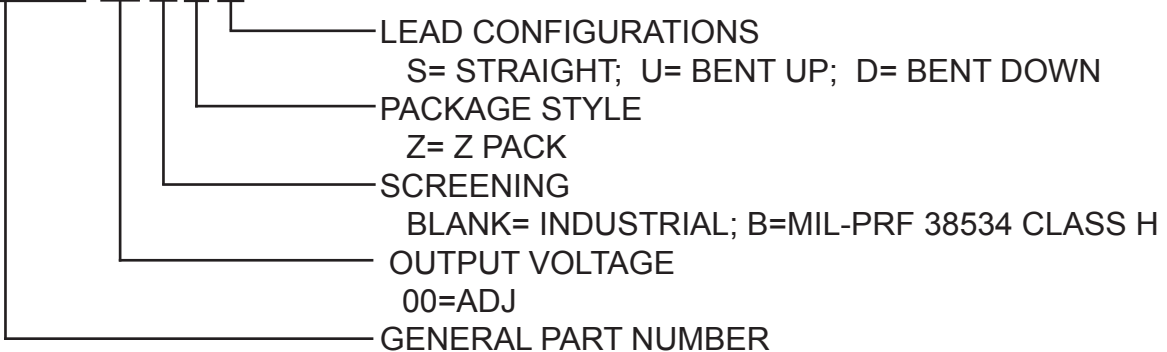 LEAD CONFIGURATIONS
S= STRAIGHT; U= BENT UP; D= BENT DOWN
PACKAGE STYLE
Z= Z PACK
SCREENING
BLANK= INDUSTRIAL; B=MIL-PRF 38534 CLASS H
OUTPUT VOLTAGE
00=ADJ
GENERAL PART NUMBER